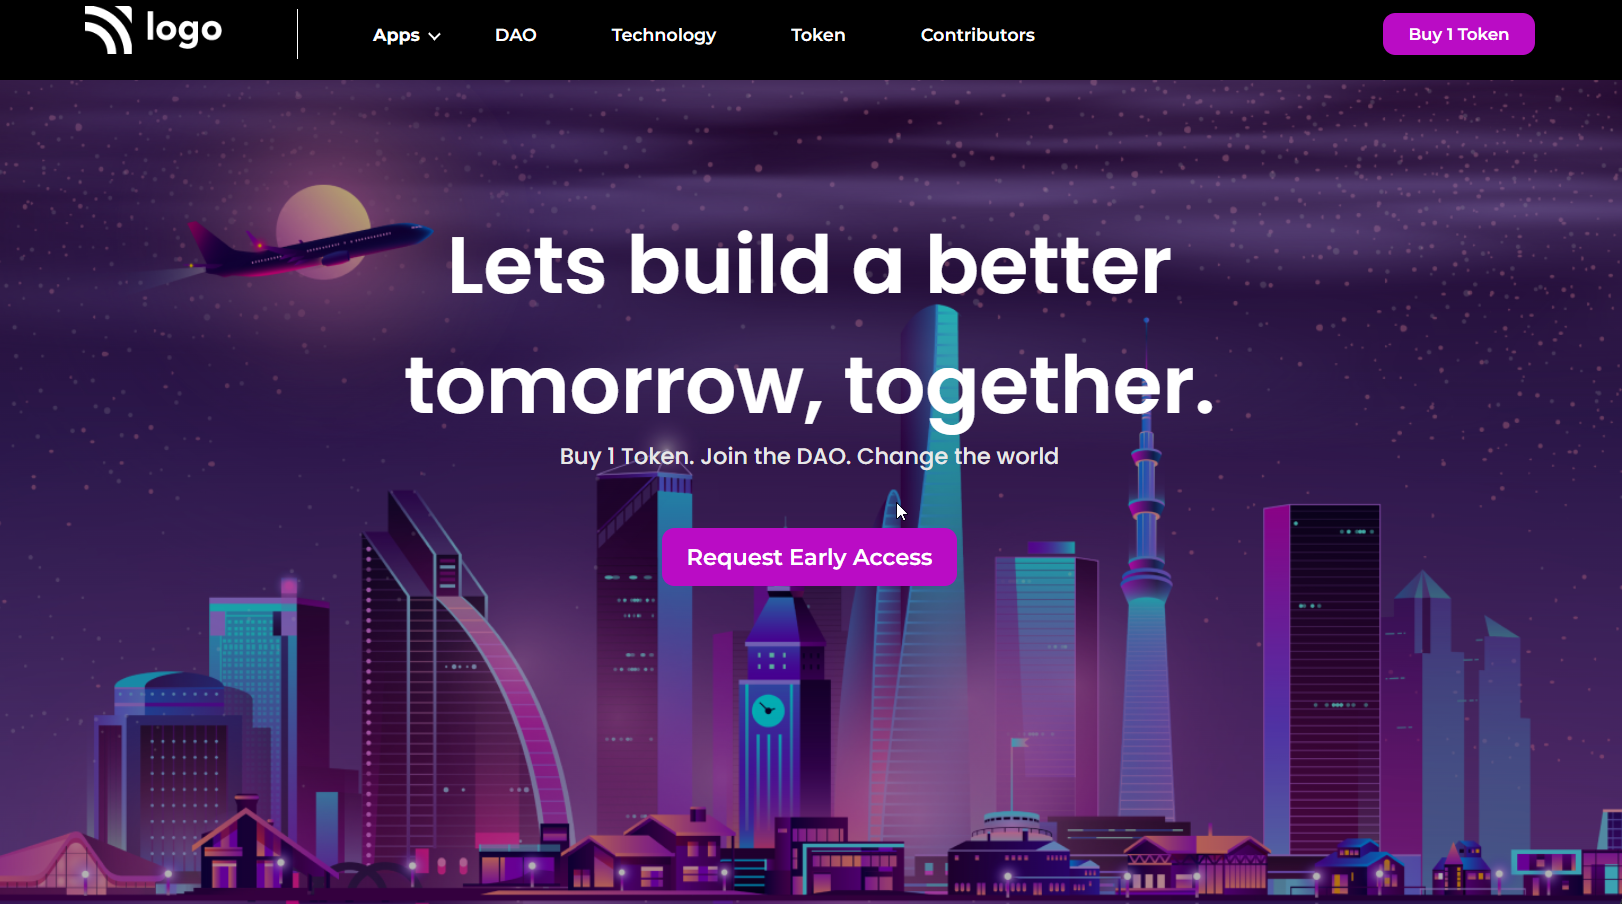 logo
Apps
DAO
Technology
Token
Contributors
Buy 1 Token
Lets build a better
tomorrow, together.
Buy 1 Token. Join the DAO. Change the world
Request Early Access